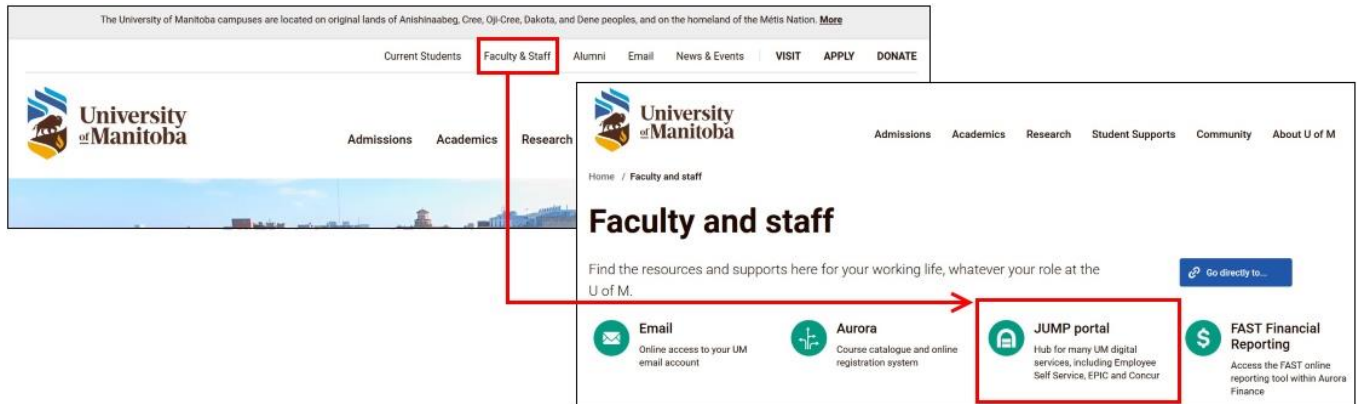 The University of Manitoba campuses are located on original lands of Anishinaabeg, Cree, Oji-Cree, Dakota, and Dene peoples, and on the homeland of the Métis Nation. More
Current Students Faculty & Staff Alumni Email News & Events VISIT APPLY DONATE
University
of Manitoba
Admissions Academics Research
University
of Manitoba
Admissions Academics Research Student Supports Community About U of M
Home / Faculty and staff
Faculty and staff
Find the resources and supports here for your working life, whatever your role at the
U of M.
Go directly to...
Email
Online access to your UM
email account
Aurora
Course catalogue and online
registration system
JUMP portal
Hub for many UM digital
services, including Employee
Self Service, EPIC and Concur
FAST Financial
Reporting
Access the FAST online
reporting tool within Aurora
Finance